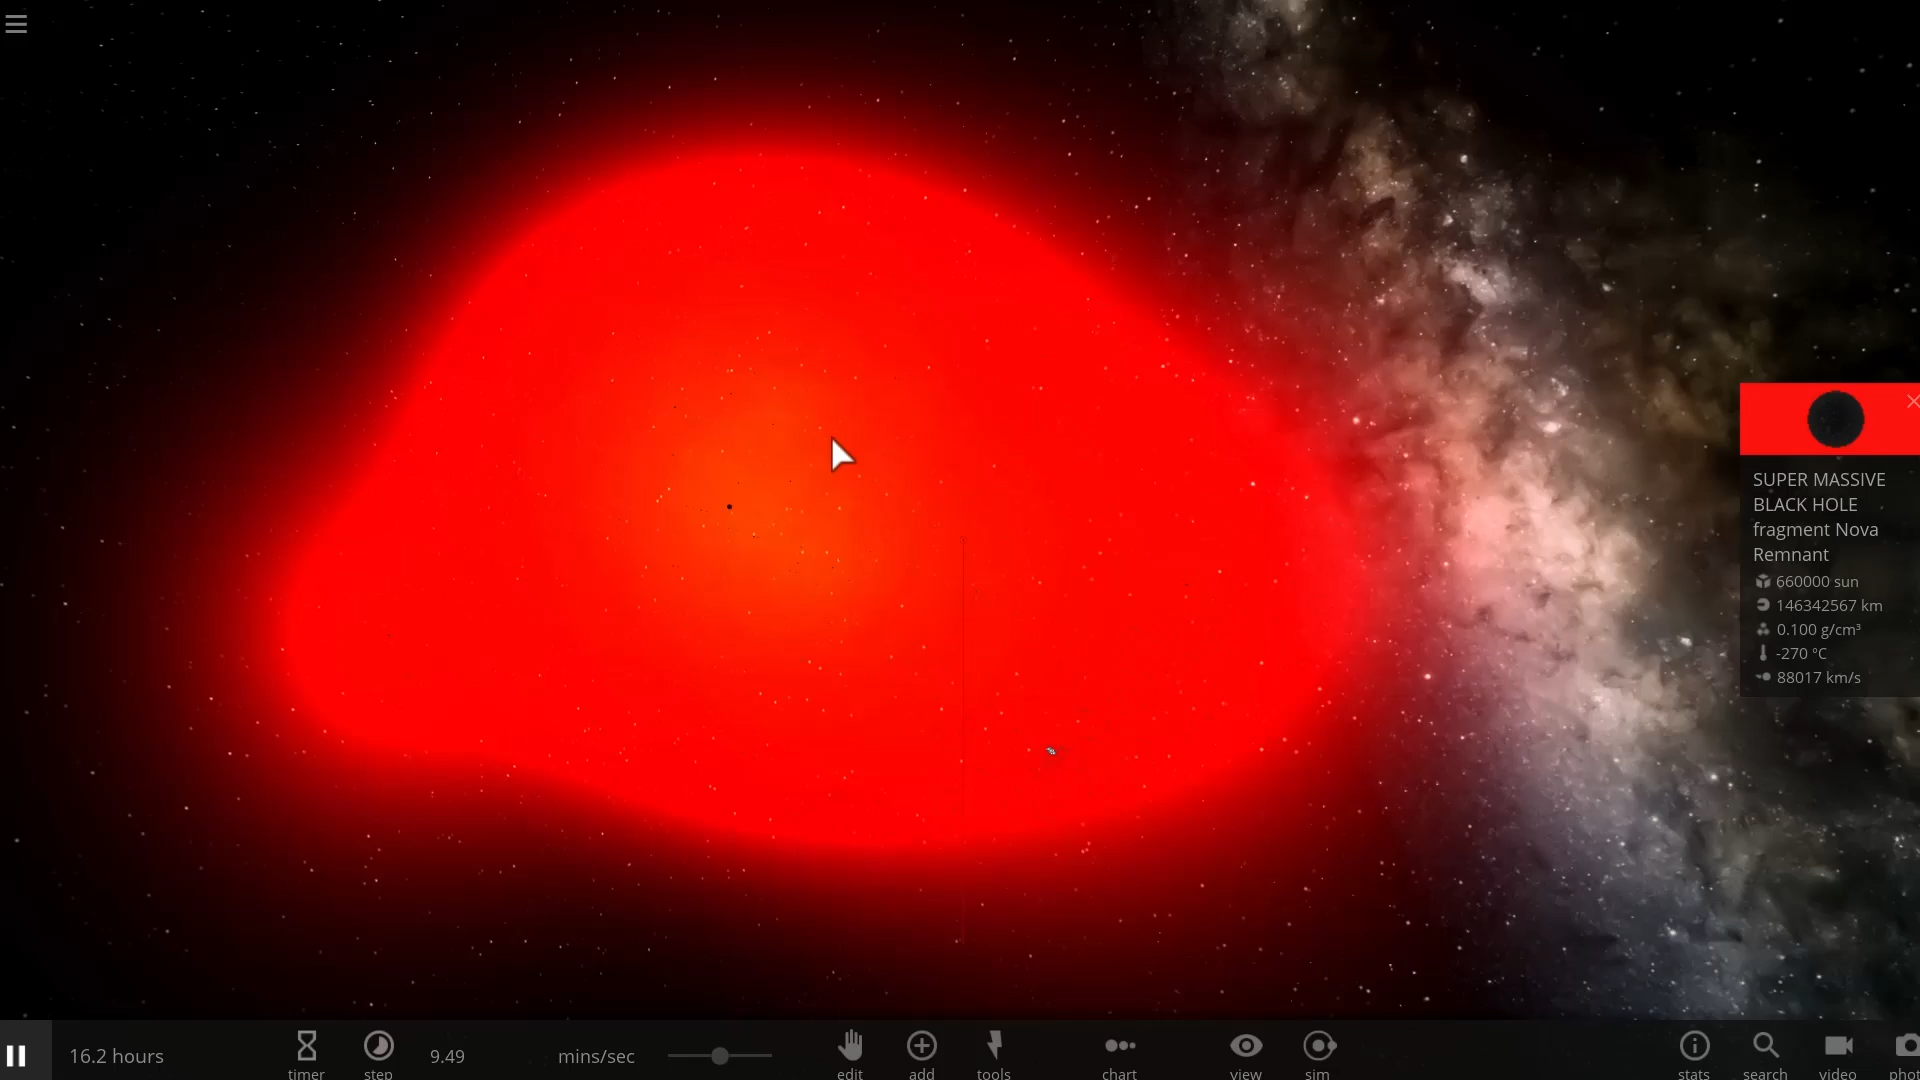 SUPER MASSIVE
BLACK HOLE
fragment Nova
Remnant
660000 sun
146342567 km
0.100 g/cm³
-270 °C
88017 km/s
16.2 hours
timer
step
9.49
mins/sec
edit
add
tools
chart
view
sim
stats
search
video
phot